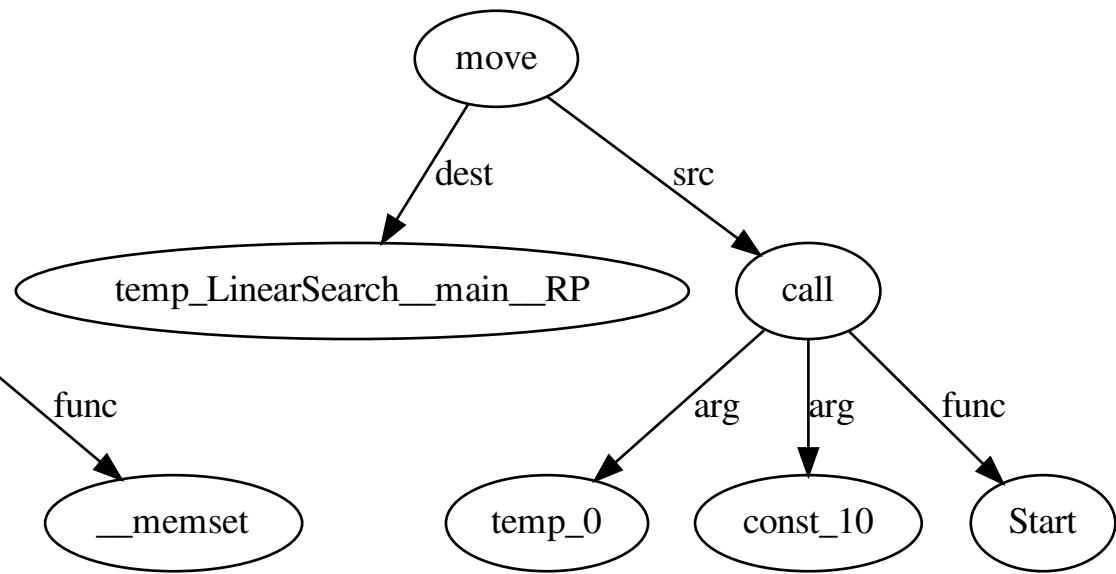 move
dest
src
temp_LinearSearch__main__RP
call
func
arg
arg
func
__memset
temp_0
const_10
Start